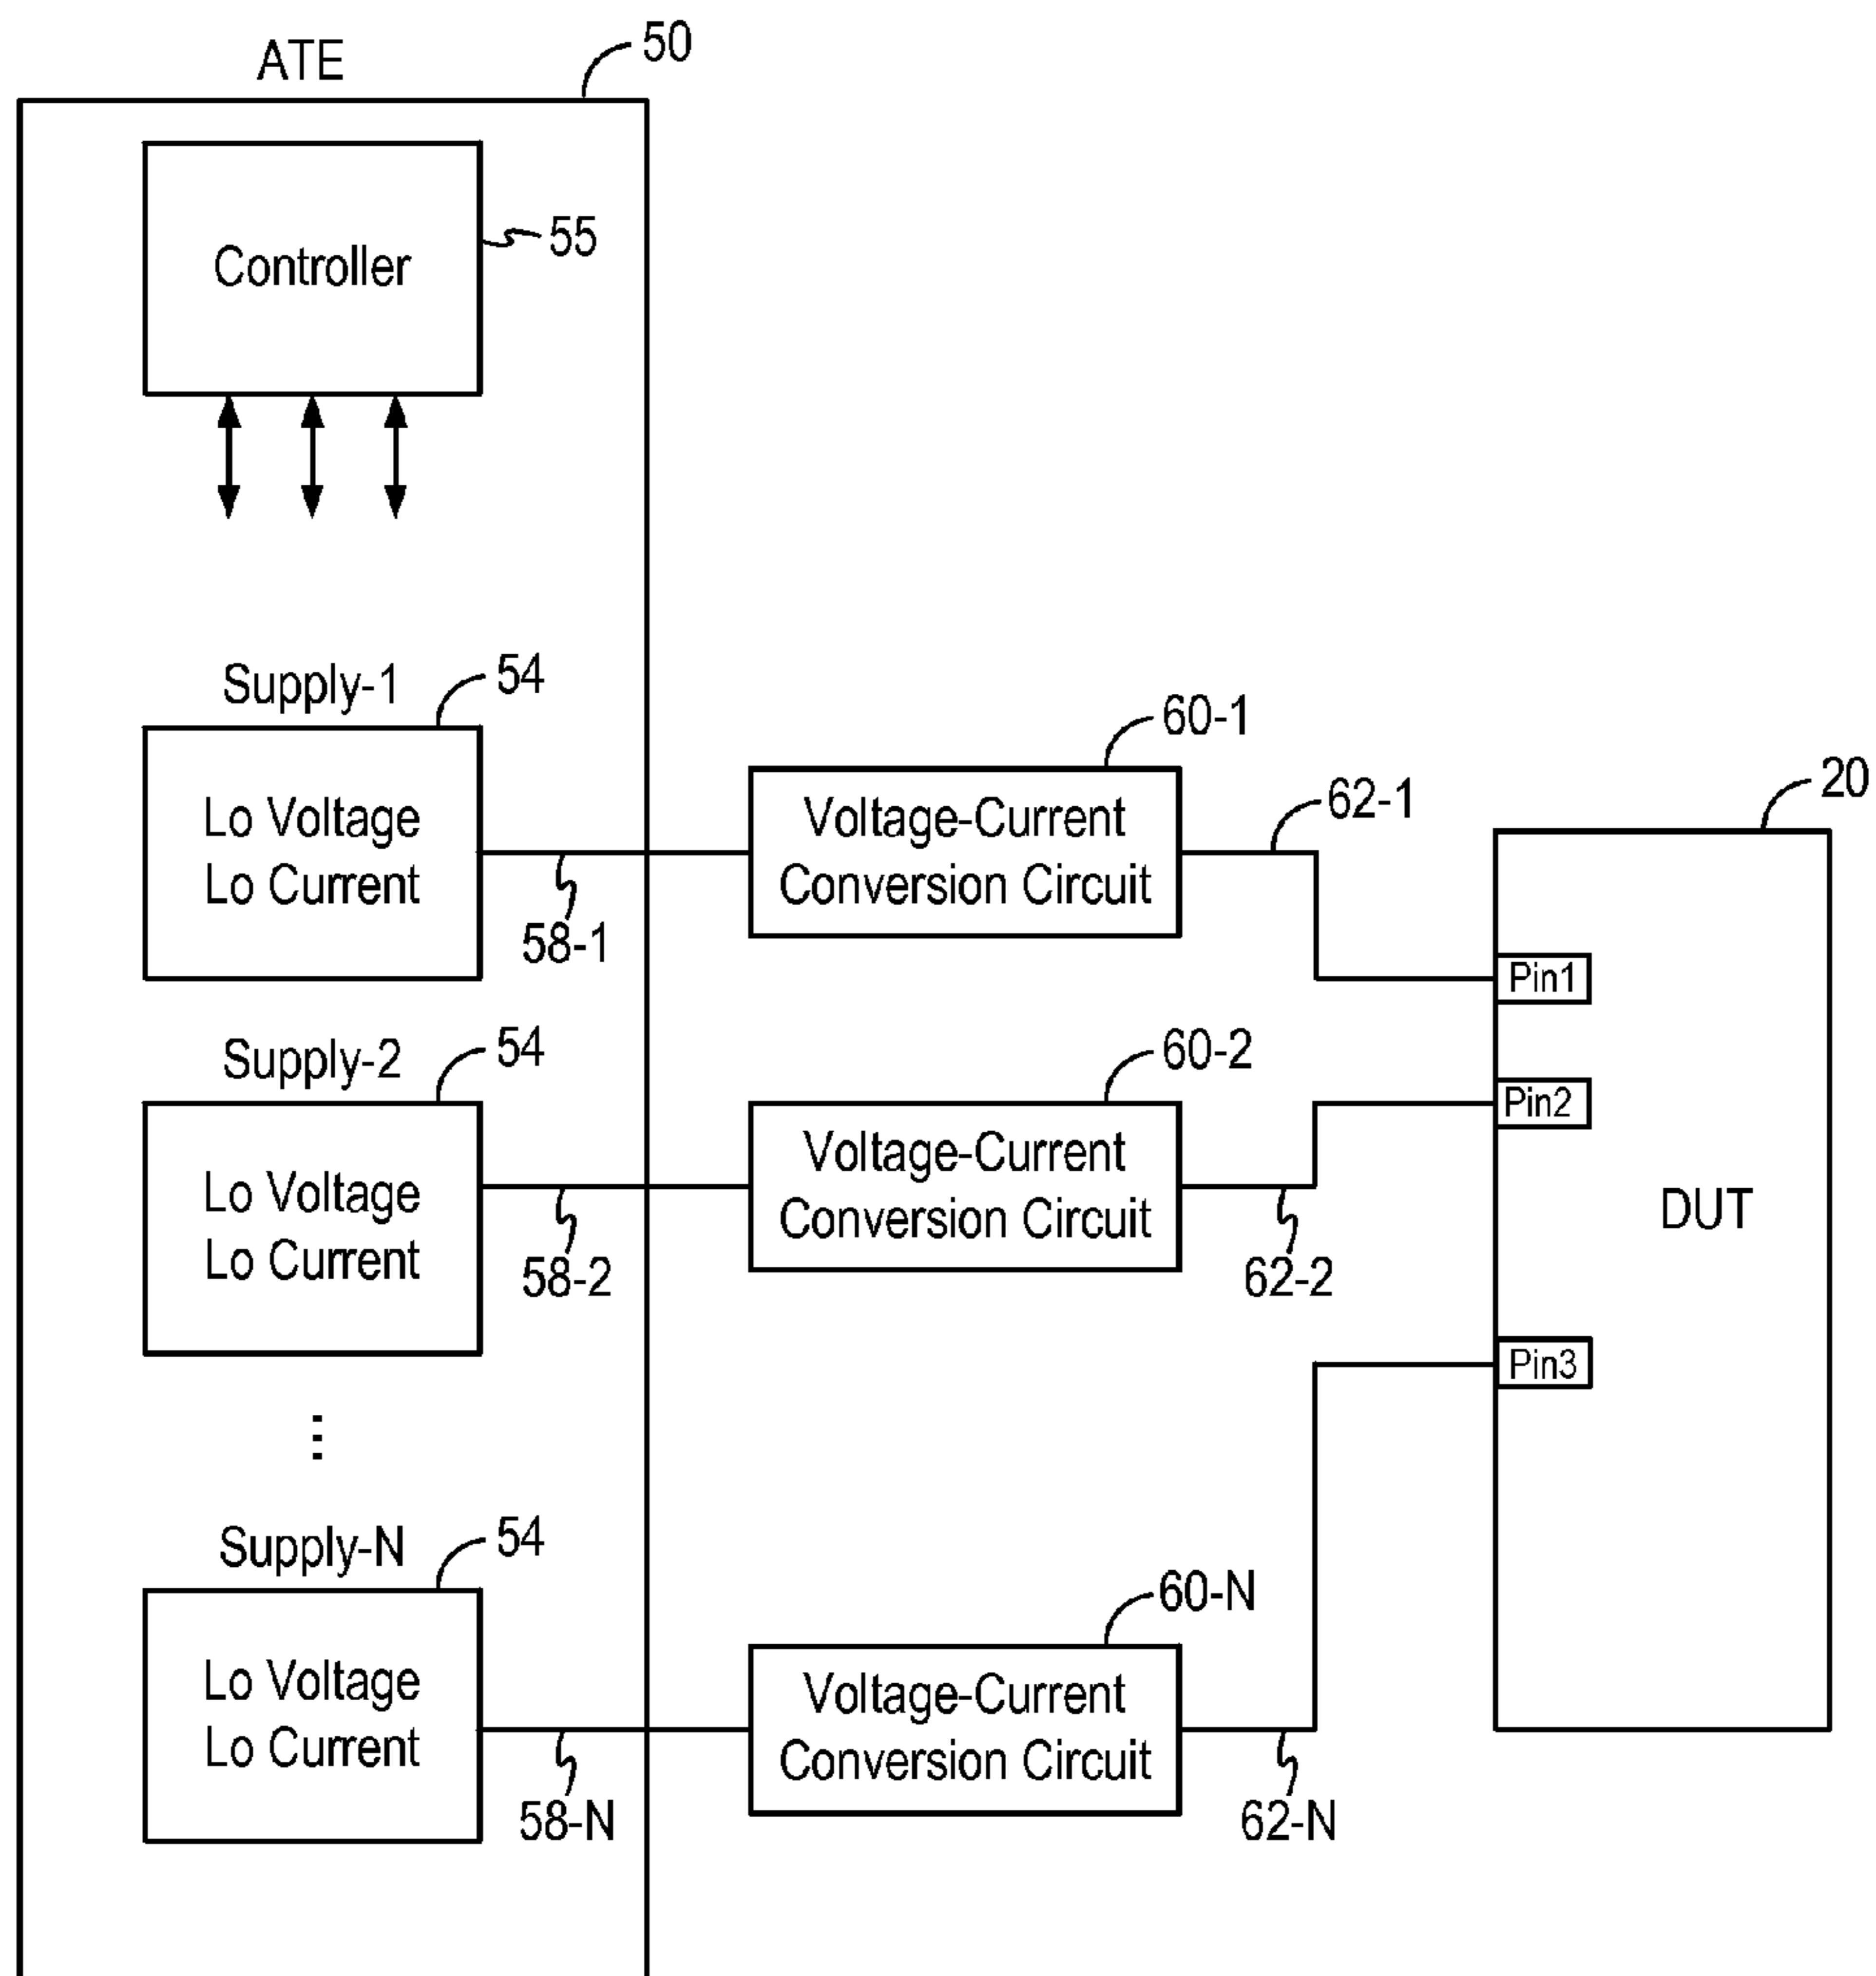 ATE
50
Controller
55
Supply-1
54
Lo Voltage
Lo Current
58-1
60-1
Voltage-Current
Conversion Circuit
62-1
20
Pin1
Supply-2
54
Lo Voltage
Lo Current
58-2
60-2
Voltage-Current
Conversion Circuit
62-2
Pin2
DUT
Pin3
Supply-N
54
Lo Voltage
Lo Current
58-N
60-N
Voltage-Current
Conversion Circuit
62-N